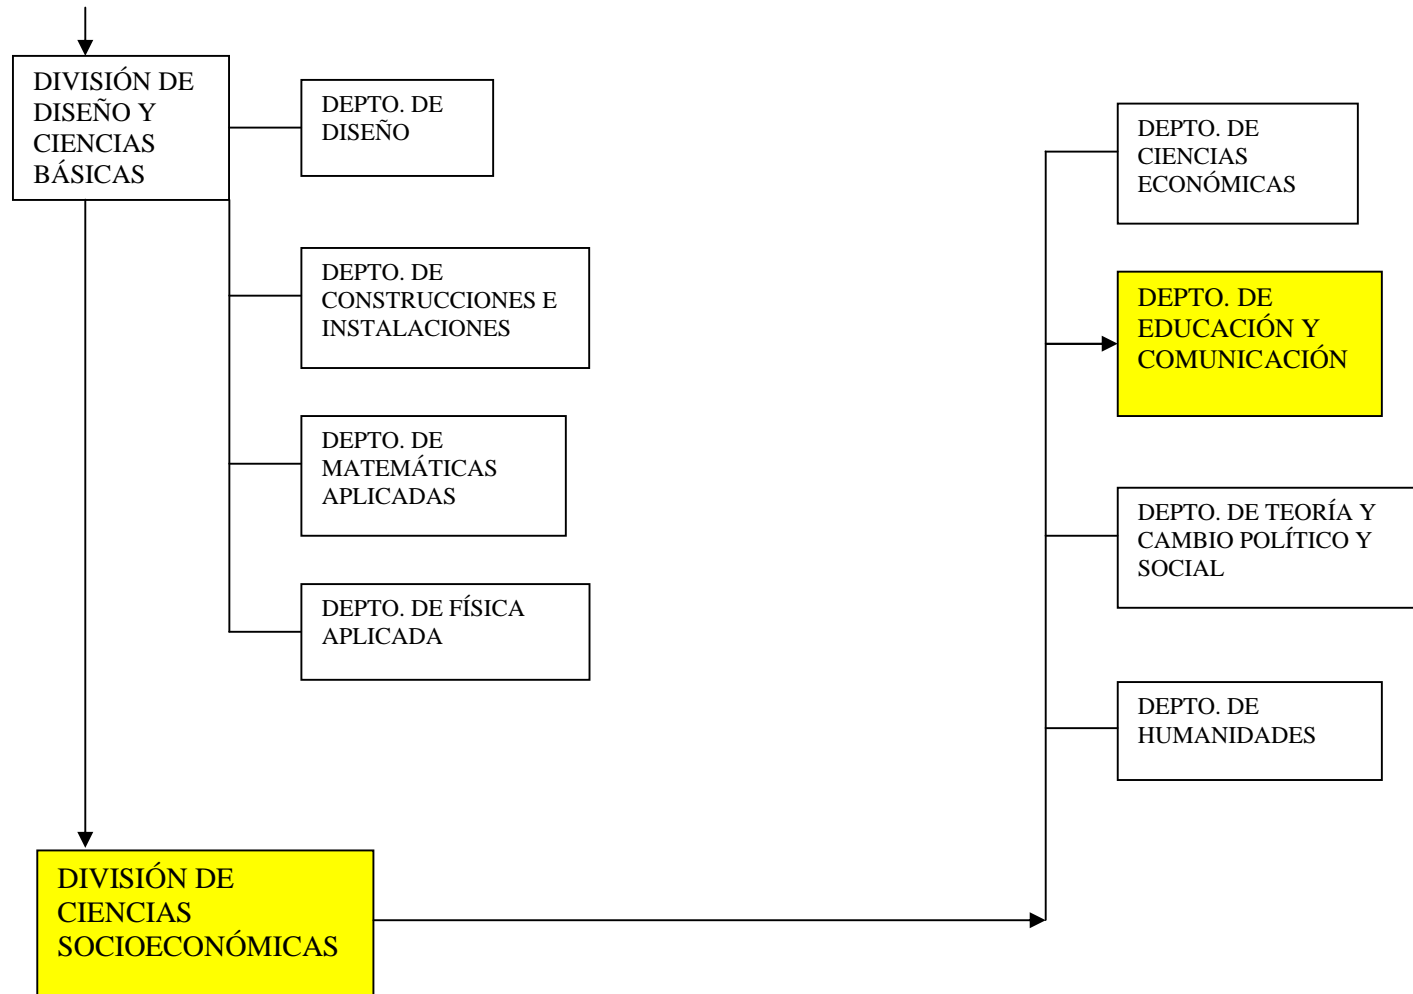 DIVISIÓN DE
DISEÑO Y
CIENCIAS
BÁSICAS
DEPTO. DE
DISEÑO
DEPTO. DE
CONSTRUCCIONES E
INSTALACIONES
DEPTO. DE
MATEMÁTICAS
APLICADAS
DEPTO. DE FÍSICA
APLICADA
DIVISIÓN DE
CIENCIAS
SOCIOECONÓMICAS
DEPTO. DE
CIENCIAS
ECONÓMICAS
DEPTO. DE
EDUCACIÓN Y
COMUNICACIÓN
DEPTO. DE TEORÍA Y
CAMBIO POLÍTICO Y
SOCIAL
DEPTO. DE
HUMANIDADES